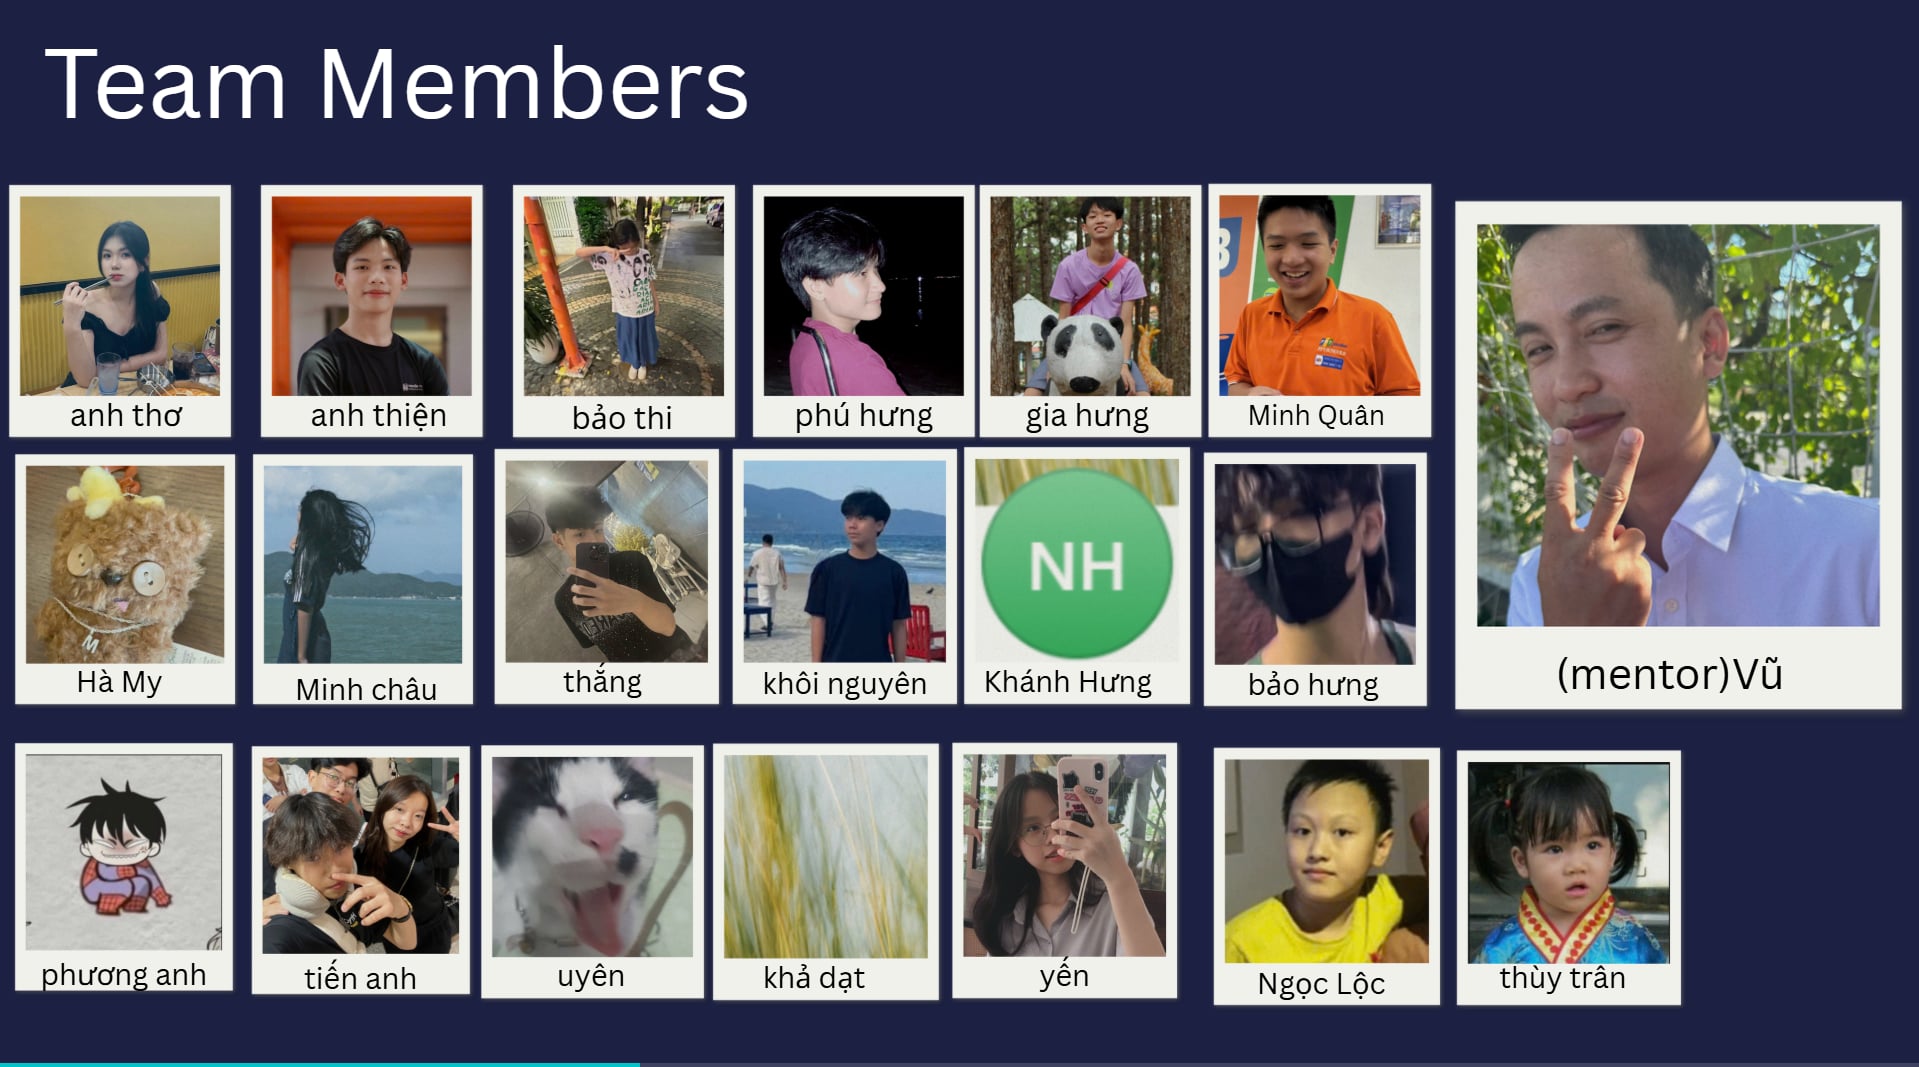 Team Members
anh thơ
anh thiện
bảo thi
phú hưng
gia hưng
Minh Quân
(mentor)Vũ
Hà My
Minh châu
thắng
khôi nguyên
NH
Khánh Hưng
bảo hưng
phương anh
tiến anh
uyên
khả dạt
yến
Ngọc Lộc
thùy trân